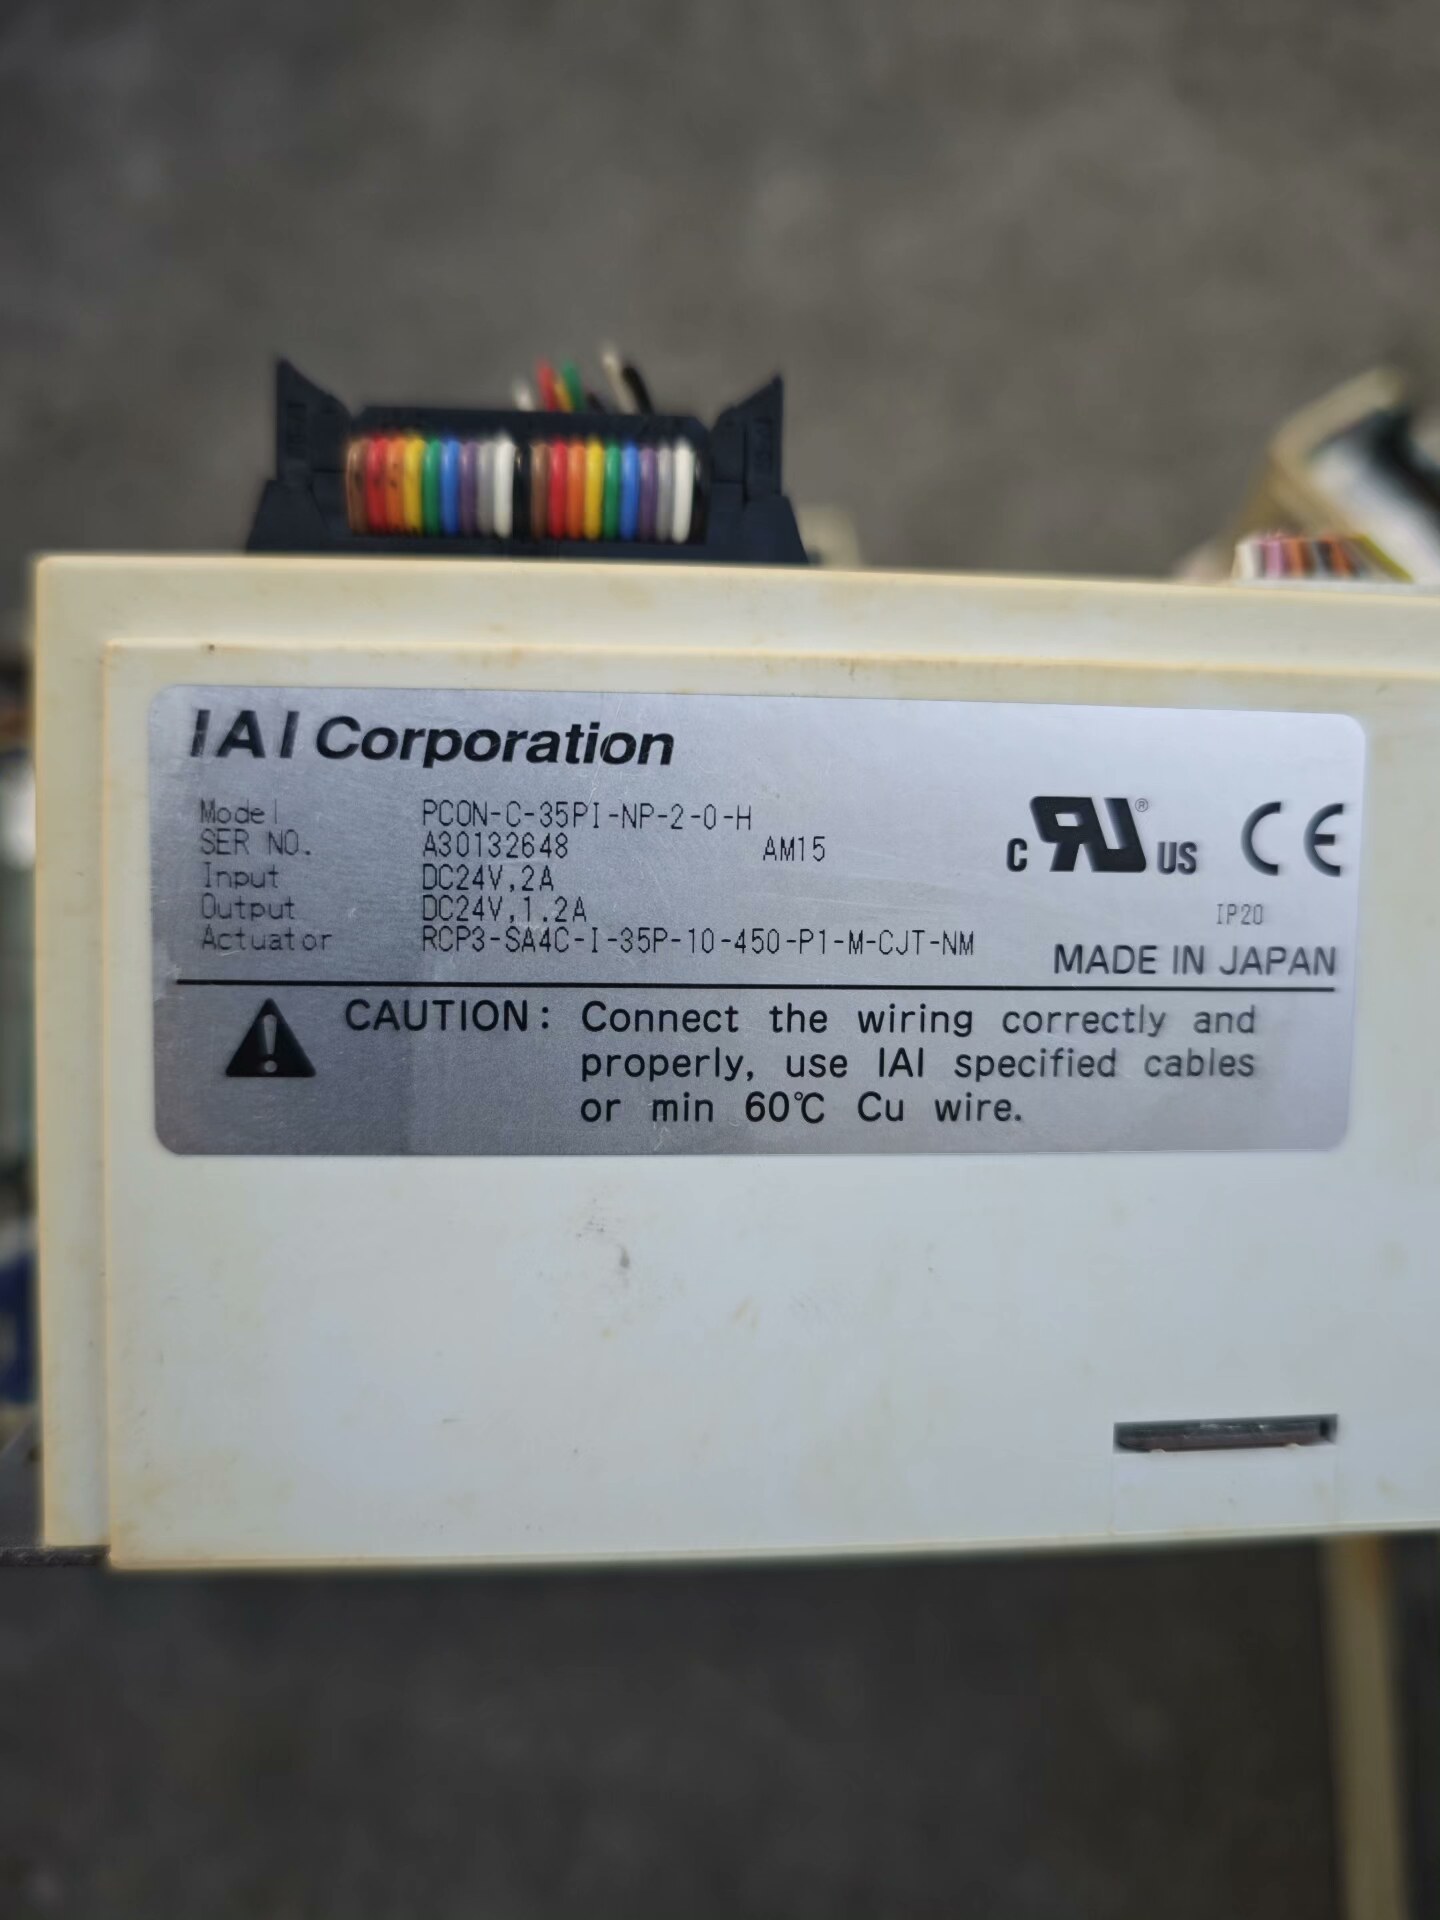 IAI Corporation
Model PCON-C-35PI-NP-2-0-H
SER NO. A30132648 AM15
Input DC24V,2A
Output DC24V,1.2A
Actuator RCP3-SA4C-I-35P-10-450-P1-M-CJT-NM
c RU ® US CE
IP20
MADE IN JAPAN
CAUTION: Connect the wiring correctly and
properly, use IAI specified cables
or min 60℃ Cu wire.